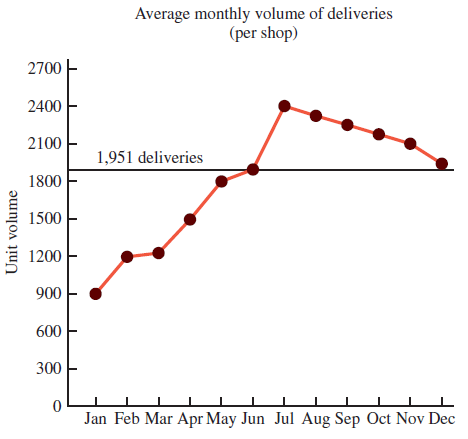 Average monthly volume of deliveries
(per shop)
2700
2400
2100
1,951 deliveries
1800
1500
1200
900
600
300
0
Unit volume
Jan Feb Mar Apr May Jun Jul Aug Sep Oct Nov Dec